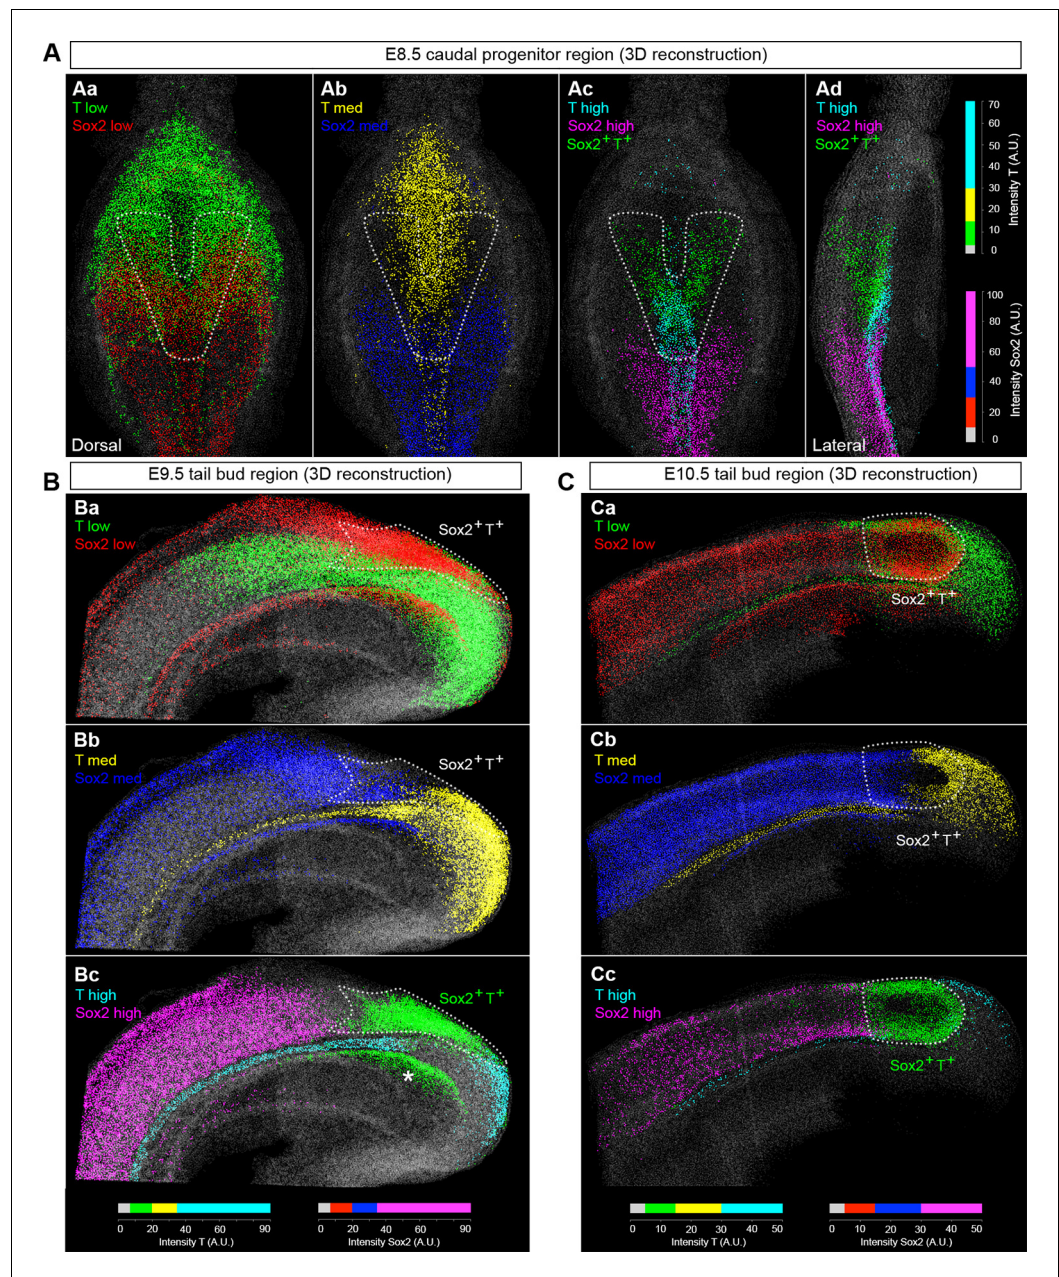 A
E8.5 caudal progenitor region (3D reconstruction)
Aa
T low
Sox2 low
Dorsal
Ab
T med
Sox2 med
Ac
T high
Sox2 high
Sox2⁺T⁺
Ad
T high
Sox2 high
Sox2⁺T⁺
Lateral
70
60
50
40
30
20
10
0
Intensity T (A.U.)
100
80
60
40
20
0
Intensity Sox2 (A.U.)
B
E9.5 tail bud region (3D reconstruction)
Ba
T low
Sox2 low
Sox2⁺T⁺
Bb
T med
Sox2 med
Sox2⁺T⁺
Bc
T high
Sox2 high
Sox2⁺T⁺
*
0 20 40 60 90
Intensity T (A.U.)
0 20 40 60 90
Intensity Sox2 (A.U.)
C
E10.5 tail bud region (3D reconstruction)
Ca
T low
Sox2 low
Sox2⁺T⁺
Cb
T med
Sox2 med
Sox2⁺T⁺
Cc
T high
Sox2 high
Sox2⁺T⁺
0 10 20 30 40 50
Intensity T (A.U.)
0 10 20 30 40 50
Intensity Sox2 (A.U.)